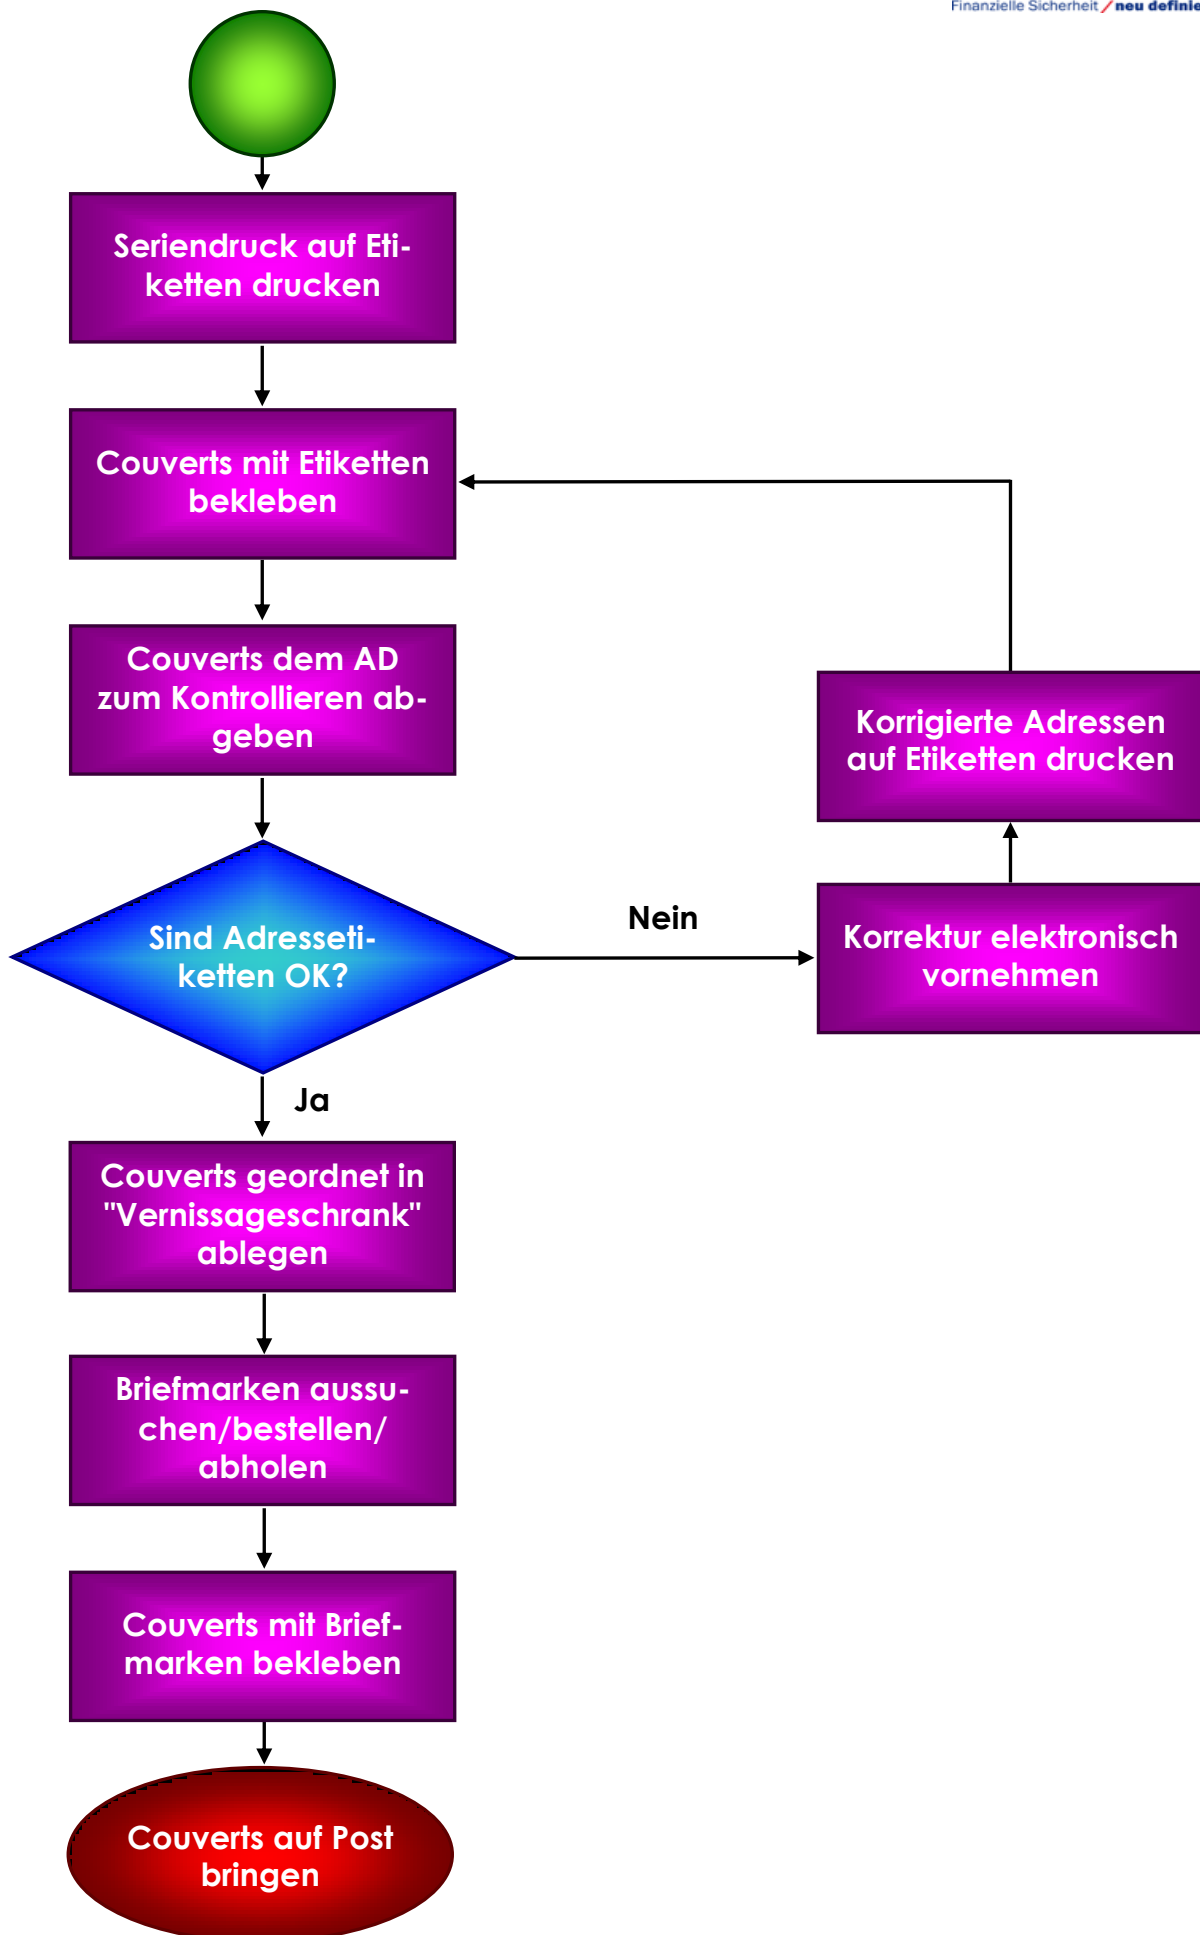 Finanzielle Sicherheit / neu definie
Seriendruck auf Eti-
ketten drucken
Couverts mit Etiketten
bekleben
Couverts dem AD
zum Kontrollieren ab-
geben
Korrigierte Adressen
auf Etiketten drucken
Nein
Sind Adresseti-
ketten OK?
Korrektur elektronisch
vornehmen
Ja
Couverts geordnet in
"Vernissageschrank"
ablegen
Briefmarken aussu-
chen/bestellen/
abholen
Couverts mit Brief-
marken bekleben
Couverts auf Post
bringen